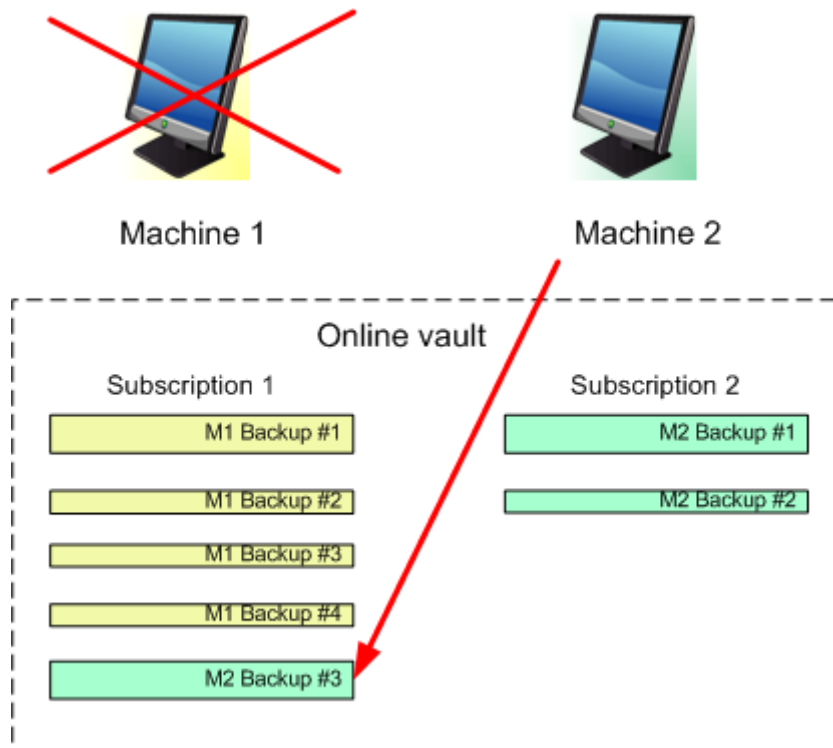 Machine 1
Machine 2
Online vault
Subscription 1
Subscription 2
M1 Backup #1
M2 Backup #1
M1 Backup #2
M2 Backup #2
M1 Backup #3
M1 Backup #4
M2 Backup #3